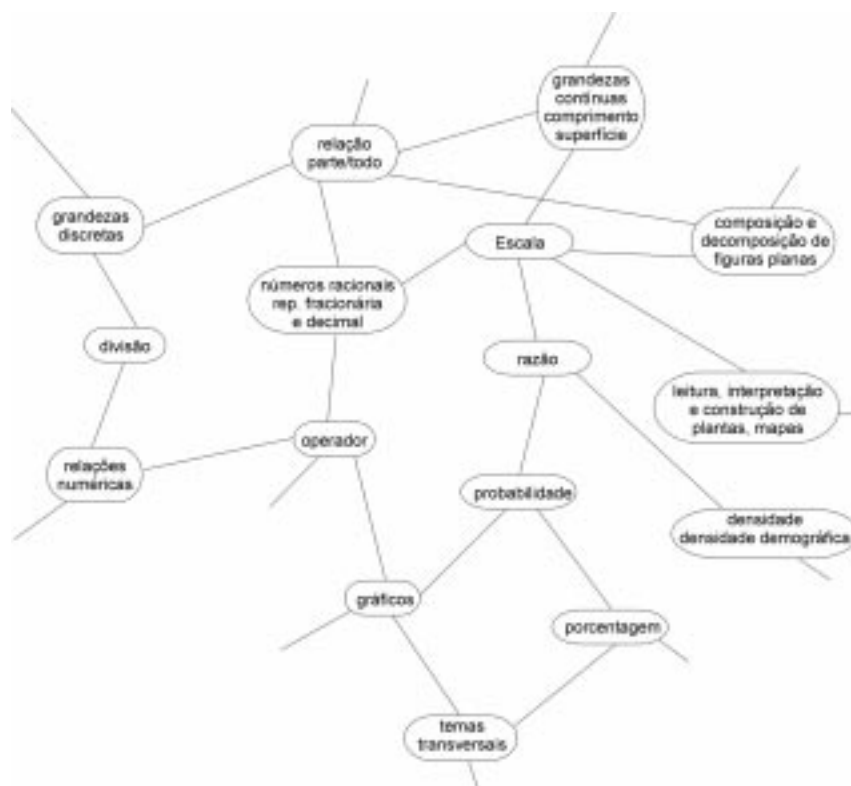 grandezas
contínuas
comprimento
superfície
relação
parte/todo
grandezas
discretas
Escala
composição e
decomposição de
figuras planas
números racionais
rep. fracionária
e decimal
divisão
razão
leitura, interpretação
e construção de
plantas, mapas
operador
relações
numéricas
probabilidade
densidade
densidade demográfica
gráficos
porcentagem
temas
transversais